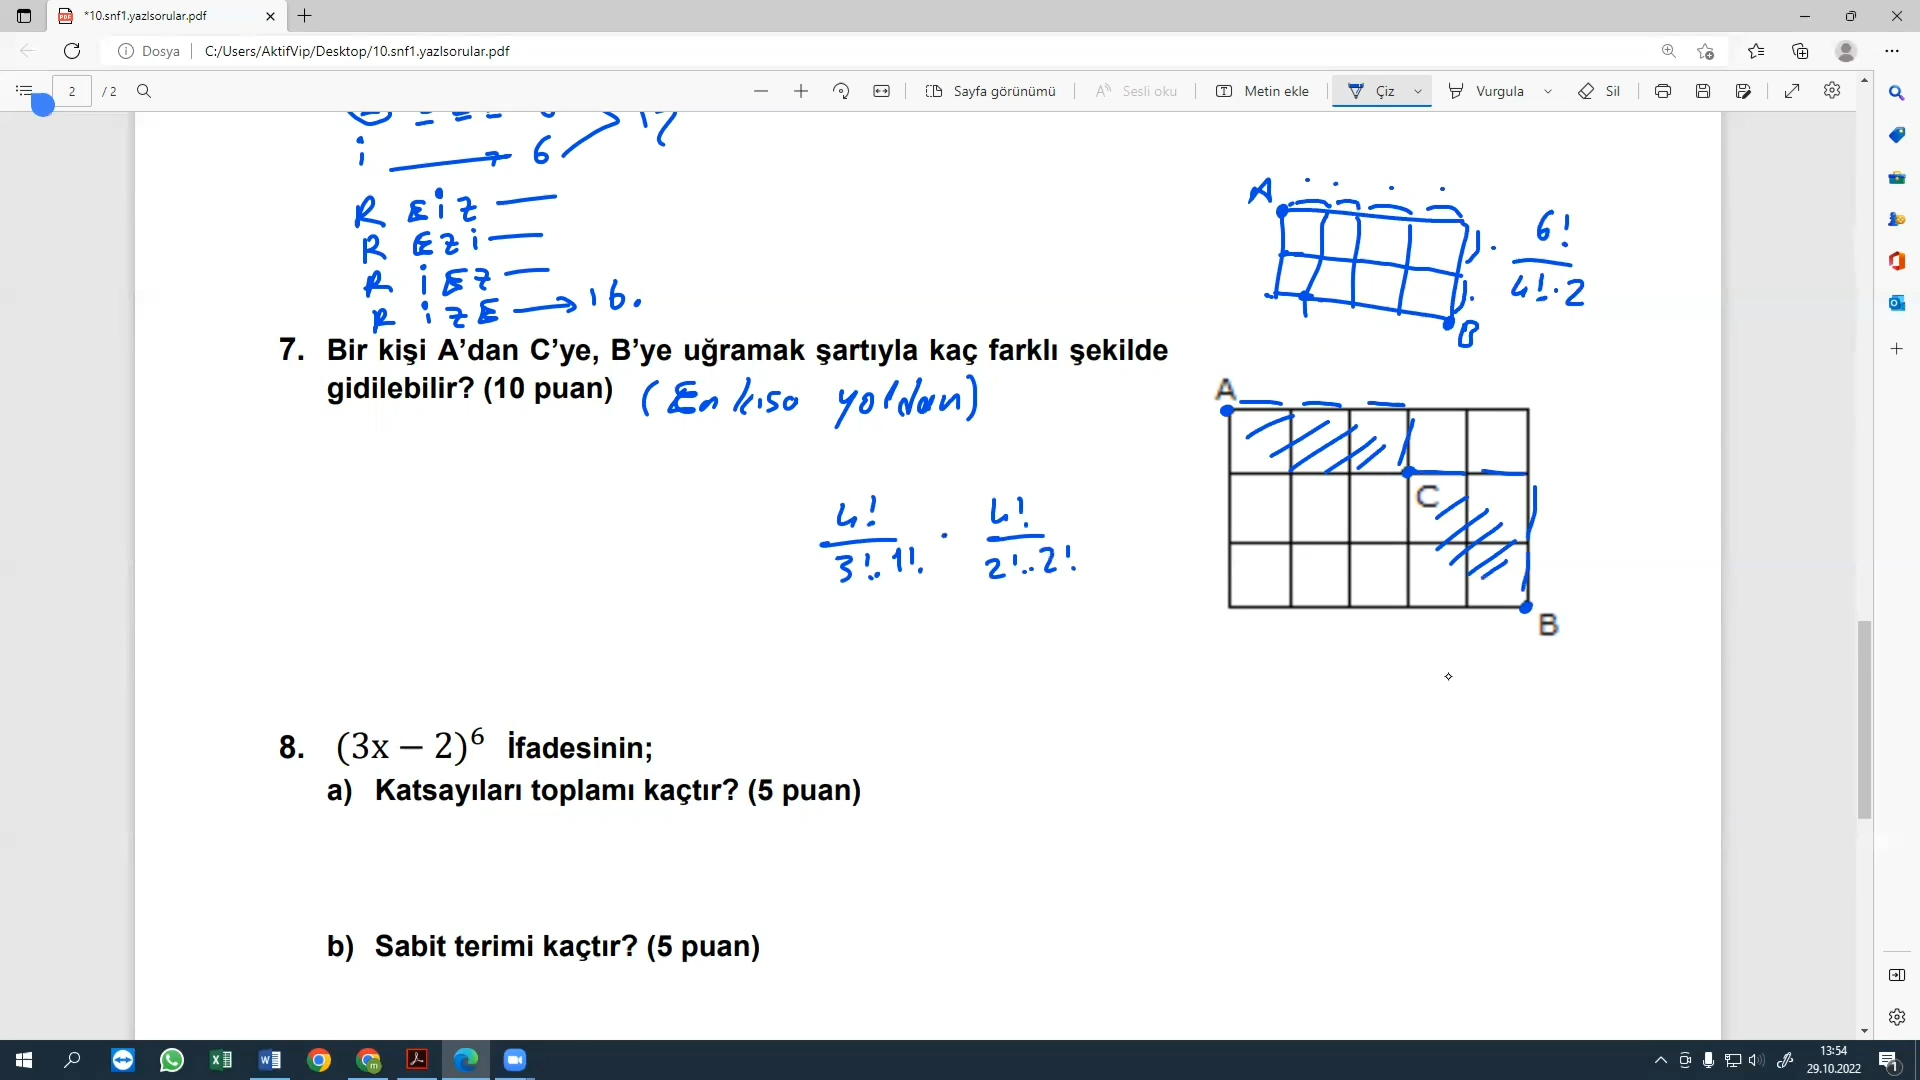 *10.snf1.yazlsorular.pdf
Dosya C:/Users/AktifVip/Desktop/10.snf1.yazlsorular.pdf
2 /2 Sayfa görünümü Sesli oku Metin ekle Çiz Vurgula Sil
i 6
R E i Z
R E Z i
R i E Z
R i Z E 16.
A
6!
4!.2
B
7. Bir kişi A'dan C'ye, B'ye uğramak şartıyla kaç farklı şekilde
gidilebilir? (10 puan) (En kısa yoldan)
A
C
B
4! . 4!
3!.1! 2!.2!
8. (3x − 2)⁶ İfadesinin;
a) Katsayıları toplamı kaçtır? (5 puan)
b) Sabit terimi kaçtır? (5 puan)
13:54
29.10.2022